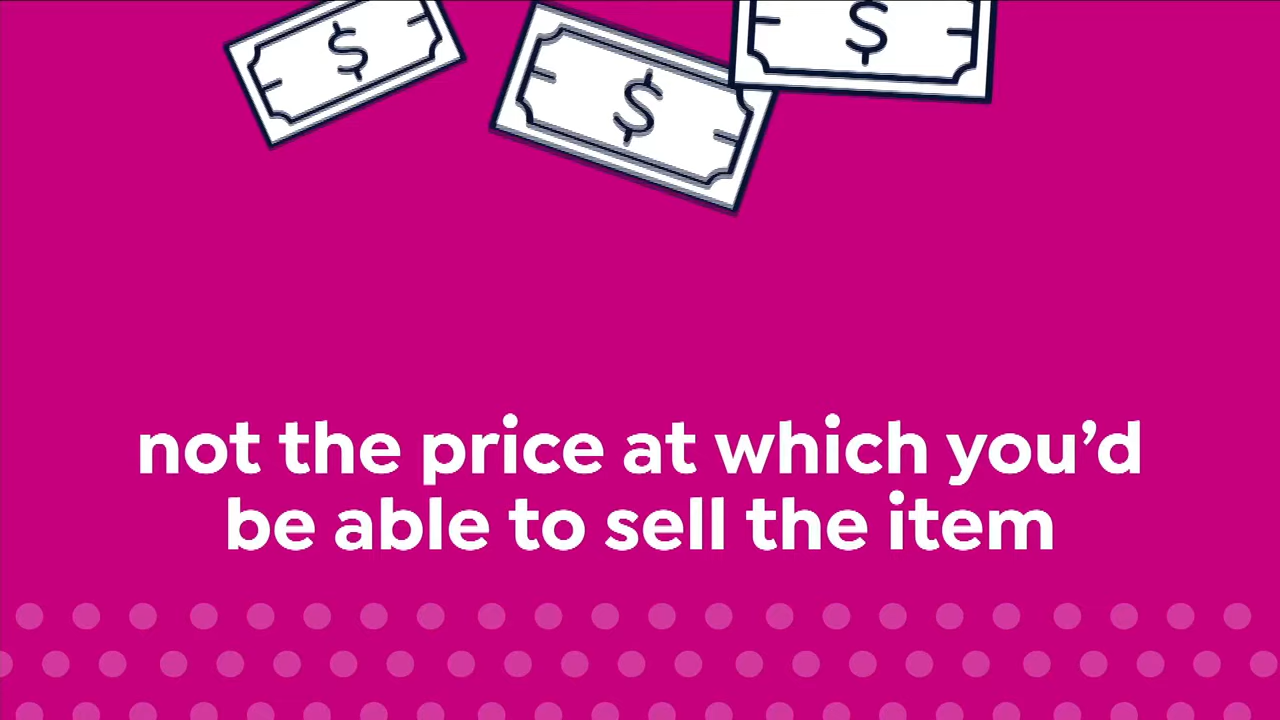 $
$
$
not the price at which you’d
be able to sell the item